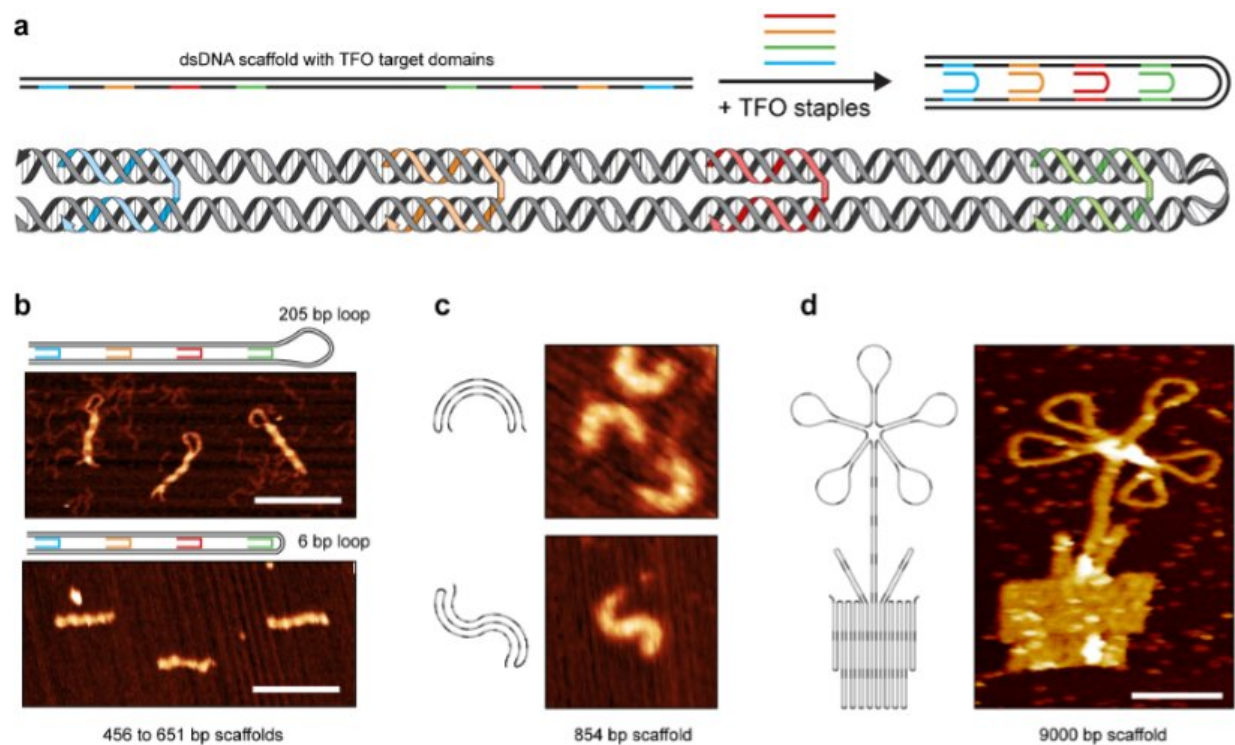 a
dsDNA scaffold with TFO target domains
+ TFO staples
b
205 bp loop
6 bp loop
456 to 651 bp scaffolds
c
854 bp scaffold
d
9000 bp scaffold